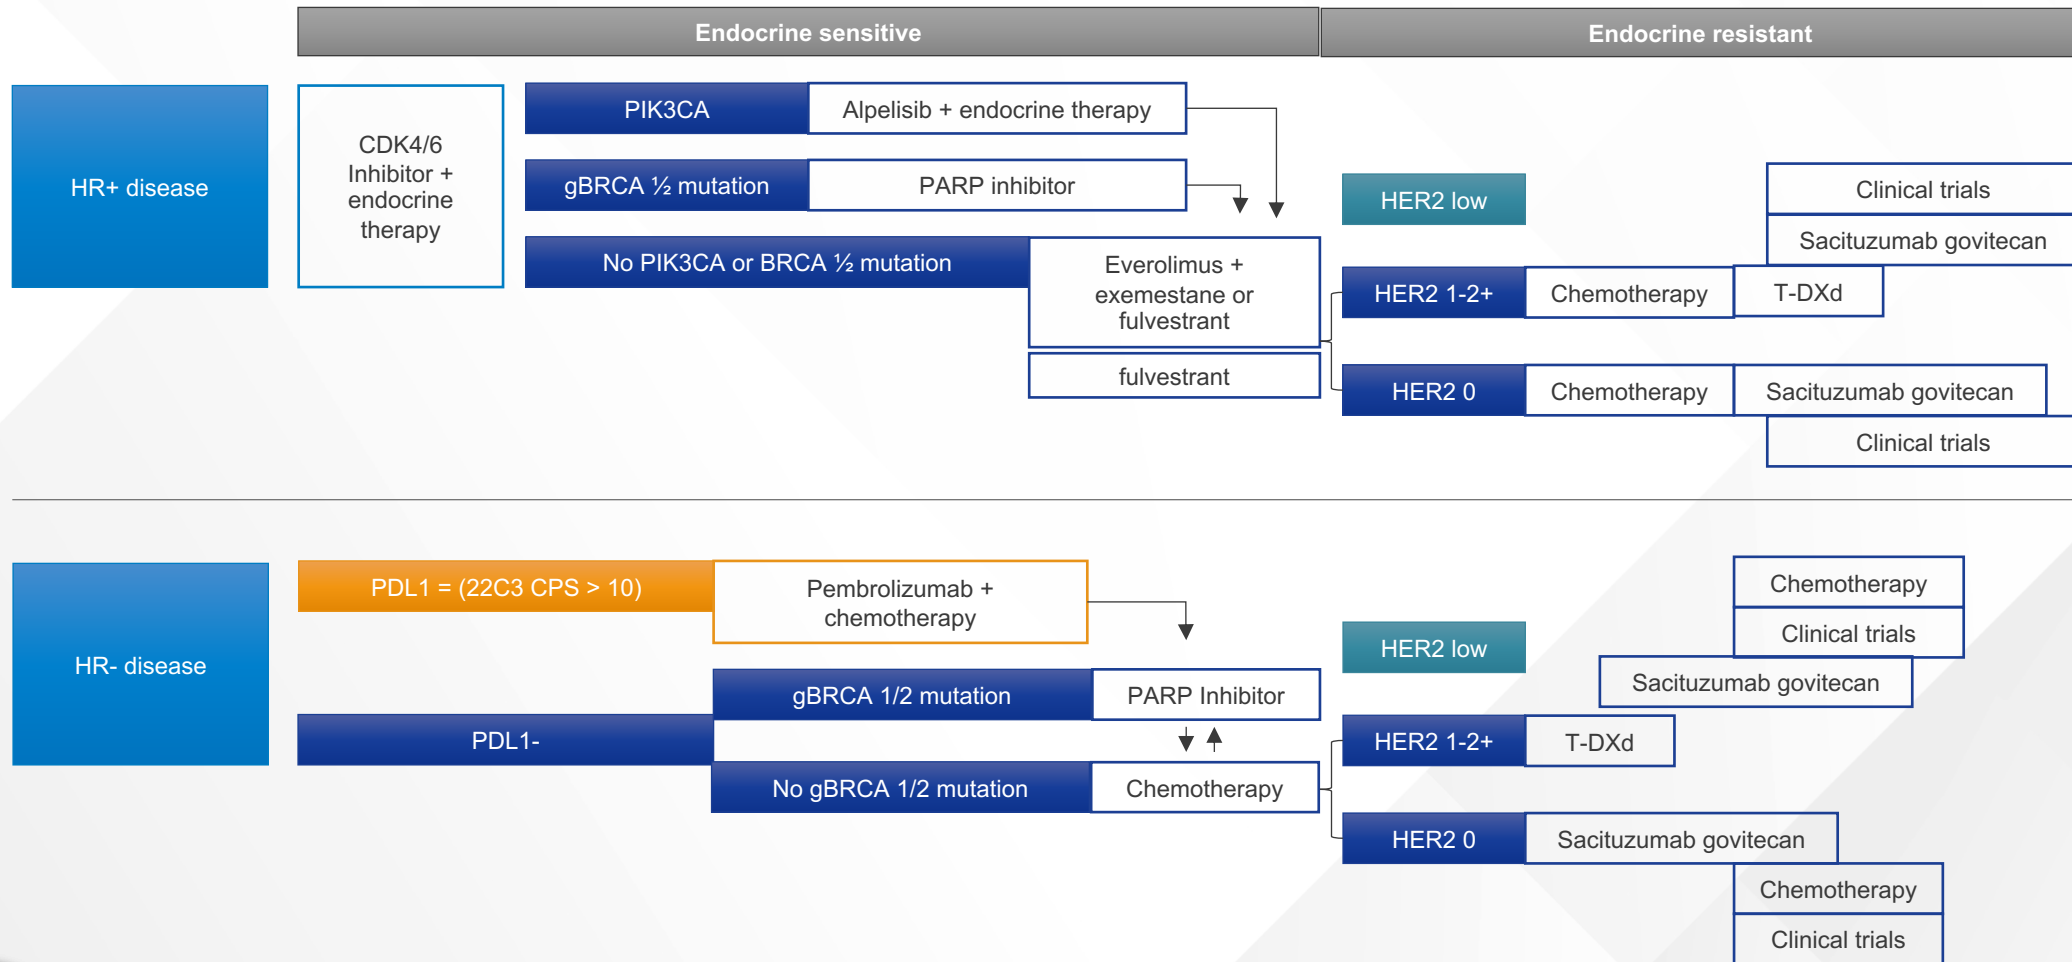 Endocrine sensitive
Endocrine resistant
HR+ disease
CDK4/6
Inhibitor +
endocrine
therapy
PIK3CA
Alpelisib + endocrine therapy
gBRCA ½ mutation
PARP inhibitor
No PIK3CA or BRCA ½ mutation
Everolimus +
exemestane or
fulvestrant
fulvestrant
HER2 low
Clinical trials
Sacituzumab govitecan
HER2 1-2+
Chemotherapy
T-DXd
HER2 0
Chemotherapy
Sacituzumab govitecan
Clinical trials
HR- disease
PDL1 = (22C3 CPS > 10)
Pembrolizumab +
chemotherapy
PDL1-
gBRCA 1/2 mutation
PARP Inhibitor
No gBRCA 1/2 mutation
Chemotherapy
HER2 low
Chemotherapy
Clinical trials
Sacituzumab govitecan
HER2 1-2+
T-DXd
HER2 0
Sacituzumab govitecan
Chemotherapy
Clinical trials